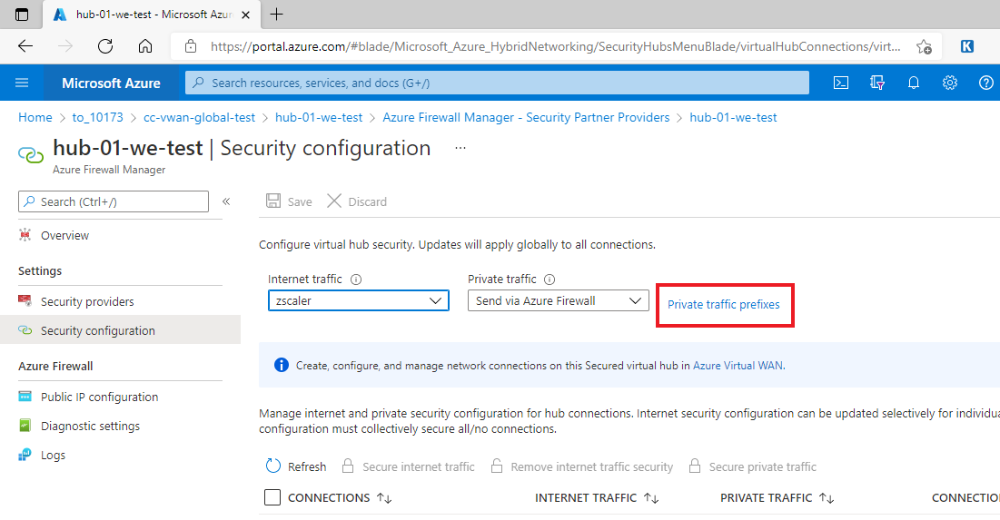 hub-01-we-test - Microsoft Azur
https://portal.azure.com/#blade/Microsoft_Azure_HybridNetworking/SecurityHubsMenuBlade/virtualHubConnections/virt...
K
Microsoft Azure
Search resources, services, and docs (G+/)
Home > to_10173 > cc-vwan-global-test > hub-01-we-test > Azure Firewall Manager - Security Partner Providers > hub-01-we-test
hub-01-we-test | Security configuration ...
Azure Firewall Manager
Search (Ctrl+/) «
Save Discard
Overview
Settings
Security providers
Security configuration
Azure Firewall
Public IP configuration
Diagnostic settings
Logs
Configure virtual hub security. Updates will apply globally to all connections.
Internet traffic Private traffic
zscaler Send via Azure Firewall Private traffic prefixes
Create, configure, and manage network connections on this Secured virtual hub in Azure Virtual WAN.
Manage internet and private security configuration for hub connections. Internet security configuration can be updated selectively for individua
configuration must collectively secure all/no connections.
Refresh Secure internet traffic Remove internet traffic security Secure private traffic
CONNECTIONS ↑↓ INTERNET TRAFFIC ↑↓ PRIVATE TRAFFIC ↑↓ CONNECTIO